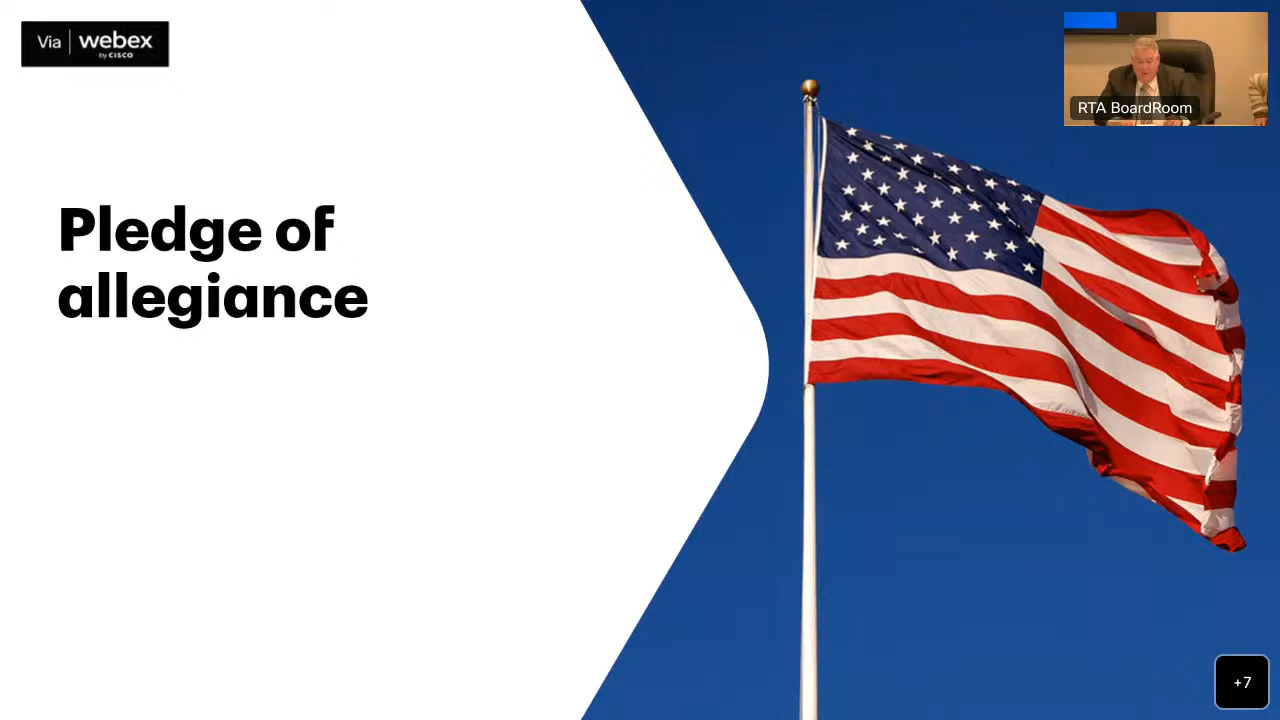 Via | webex
by CISCO
RTA BoardRoom
Pledge of
allegiance
+7